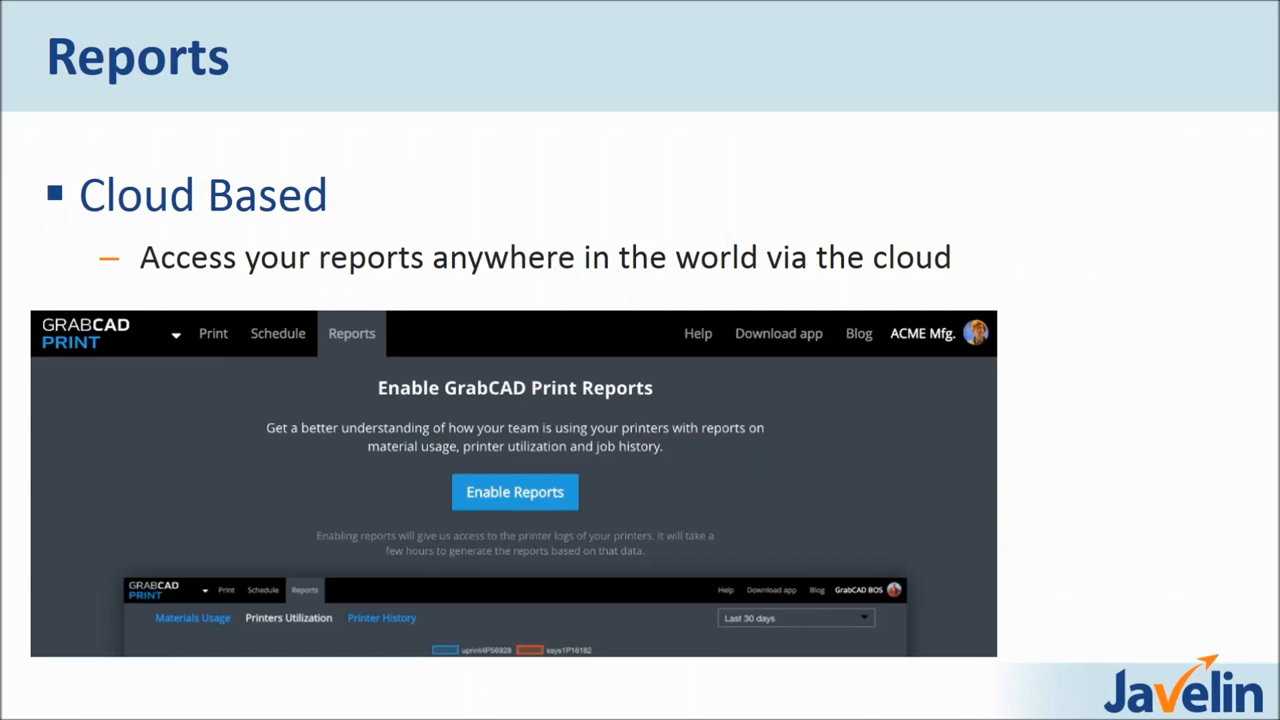 Reports
Cloud Based
– Access your reports anywhere in the world via the cloud
GRABCAD
PRINT
Print Schedule Reports Help Download app Blog ACME Mfg.
Enable GrabCAD Print Reports
Get a better understanding of how your team is using your printers with reports on
material usage, printer utilization and job history.
Enable Reports
Enabling reports will give us access to the printer logs of your printers. It will take a
few hours to generate the reports based on that data.
GRABCAD
PRINT
Print Schedule Reports Help Download app Blog GrabCAD BOS
Materials Usage Printers Utilization Printer History Last 30 days
uprint4P56928 ssys1P16162
Javelin